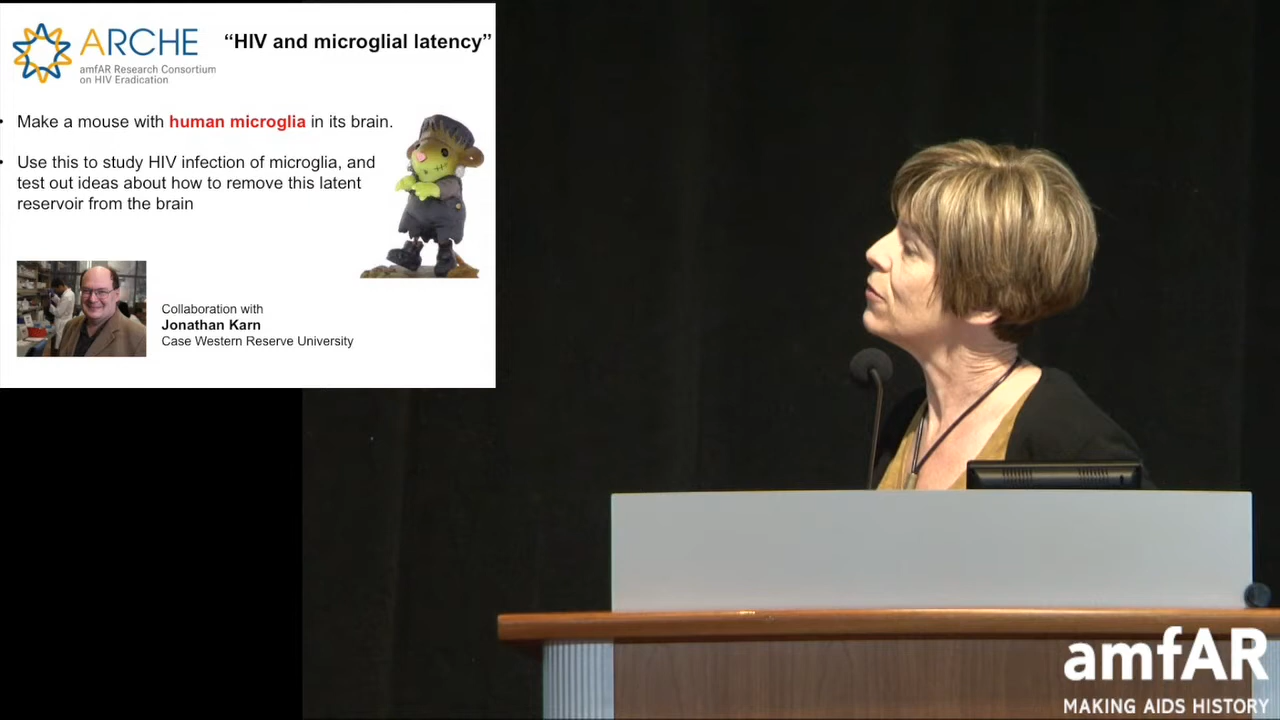 ARCHE
amfAR Research Consortium
on HIV Eradication
“HIV and microglial latency”
• Make a mouse with human microglia in its brain.
• Use this to study HIV infection of microglia, and
test out ideas about how to remove this latent
reservoir from the brain
Collaboration with
Jonathan Karn
Case Western Reserve University
amfAR
MAKING AIDS HISTORY